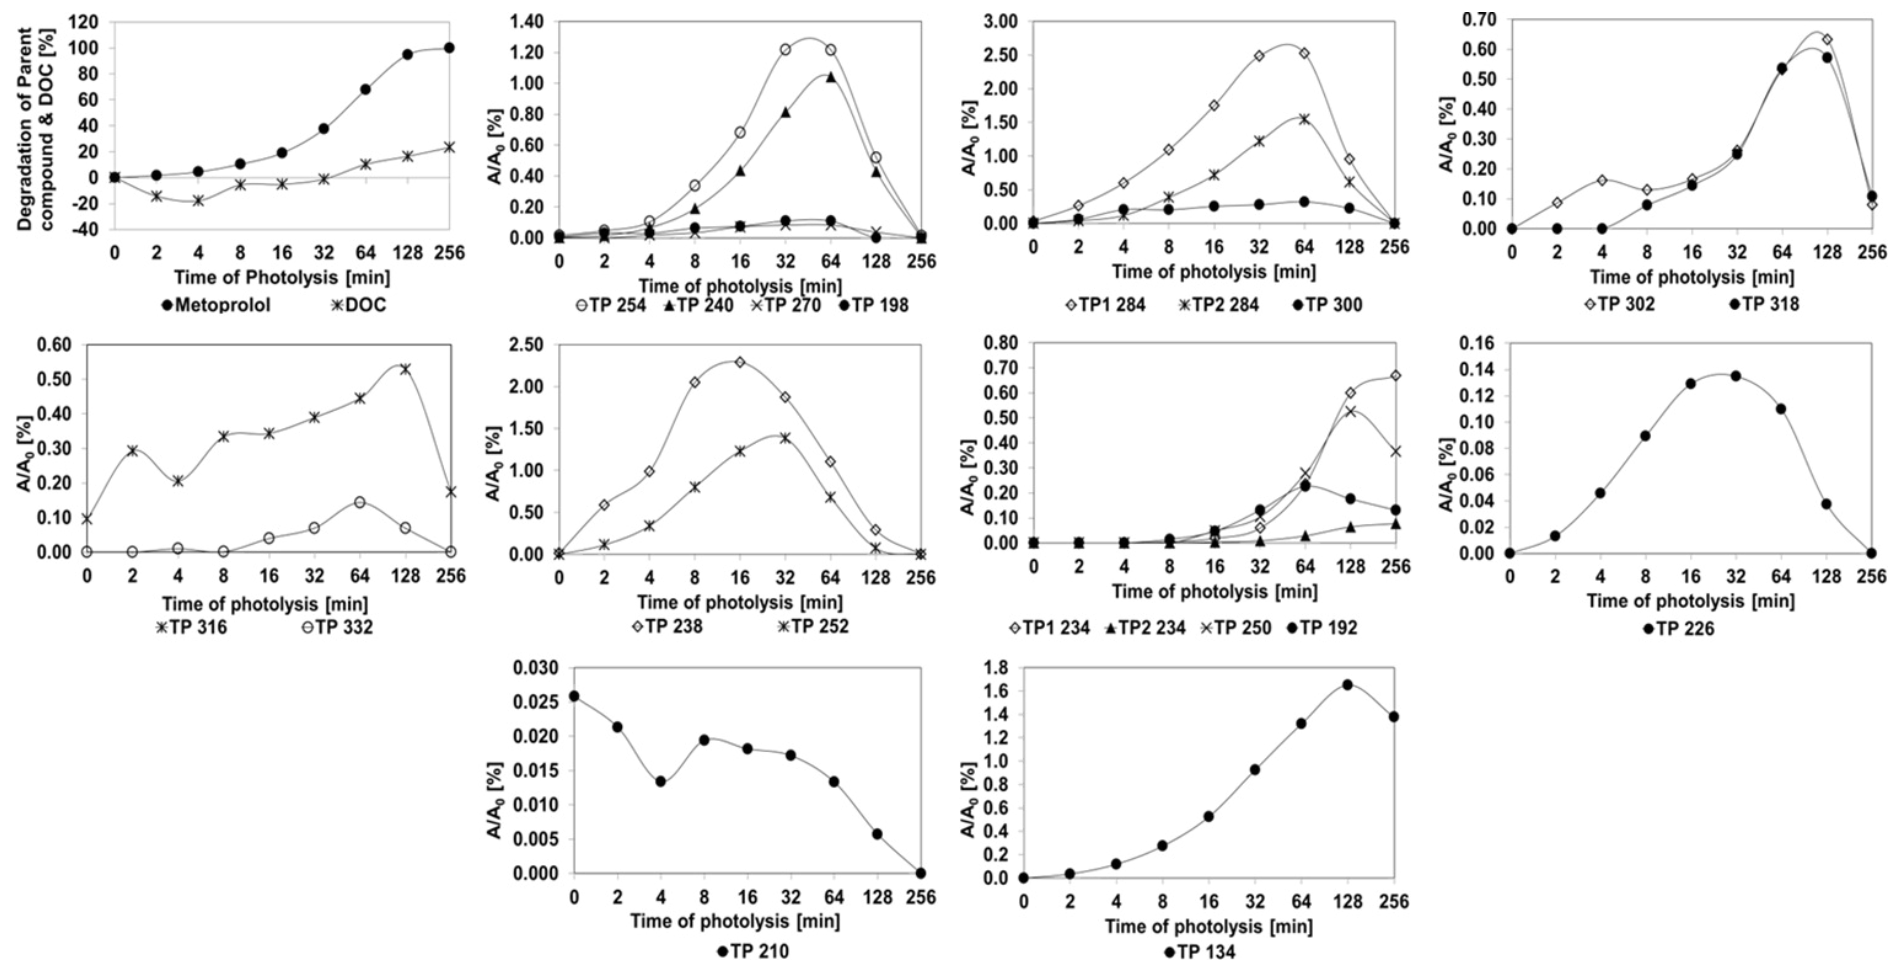 Degradation of Parent
compound & DOC [%]
120
100
80
60
40
20
0
-20
-40
0 2 4 8 16 32 64 128 256
Time of Photolysis [min]
Metoprolol DOC
A/A0 [%]
1.40
1.20
1.00
0.80
0.60
0.40
0.20
0.00
0 2 4 8 16 32 64 128 256
Time of photolysis [min]
TP 254 TP 240 TP 270 TP 198
A/A0 [%]
3.00
2.50
2.00
1.50
1.00
0.50
0.00
0 2 4 8 16 32 64 128 256
Time of photolysis [min]
TP1 284 TP2 284 TP 300
A/A0 [%]
0.70
0.60
0.50
0.40
0.30
0.20
0.10
0.00
0 2 4 8 16 32 64 128 256
Time of photolysis [min]
TP 302 TP 318
A/A0 [%]
0.60
0.50
0.40
0.30
0.20
0.10
0.00
0 2 4 8 16 32 64 128 256
Time of photolysis [min]
TP 316 TP 332
A/A0 [%]
2.50
2.00
1.50
1.00
0.50
0.00
0 2 4 8 16 32 64 128 256
Time of photolysis [min]
TP 238 TP 252
A/A0 [%]
0.80
0.70
0.60
0.50
0.40
0.30
0.20
0.10
0.00
0 2 4 8 16 32 64 128 256
Time of photolysis [min]
TP1 234 TP2 234 TP 250 TP 192
A/A0 [%]
0.16
0.14
0.12
0.10
0.08
0.06
0.04
0.02
0.00
0 2 4 8 16 32 64 128 256
Time of photolysis [min]
TP 226
A/A0 [%]
0.030
0.025
0.020
0.015
0.010
0.005
0.000
0 2 4 8 16 32 64 128 256
Time of photolysis [min]
TP 210
A/A0 [%]
1.8
1.6
1.4
1.2
1.0
0.8
0.6
0.4
0.2
0.0
0 2 4 8 16 32 64 128 256
Time of photolysis [min]
TP 134